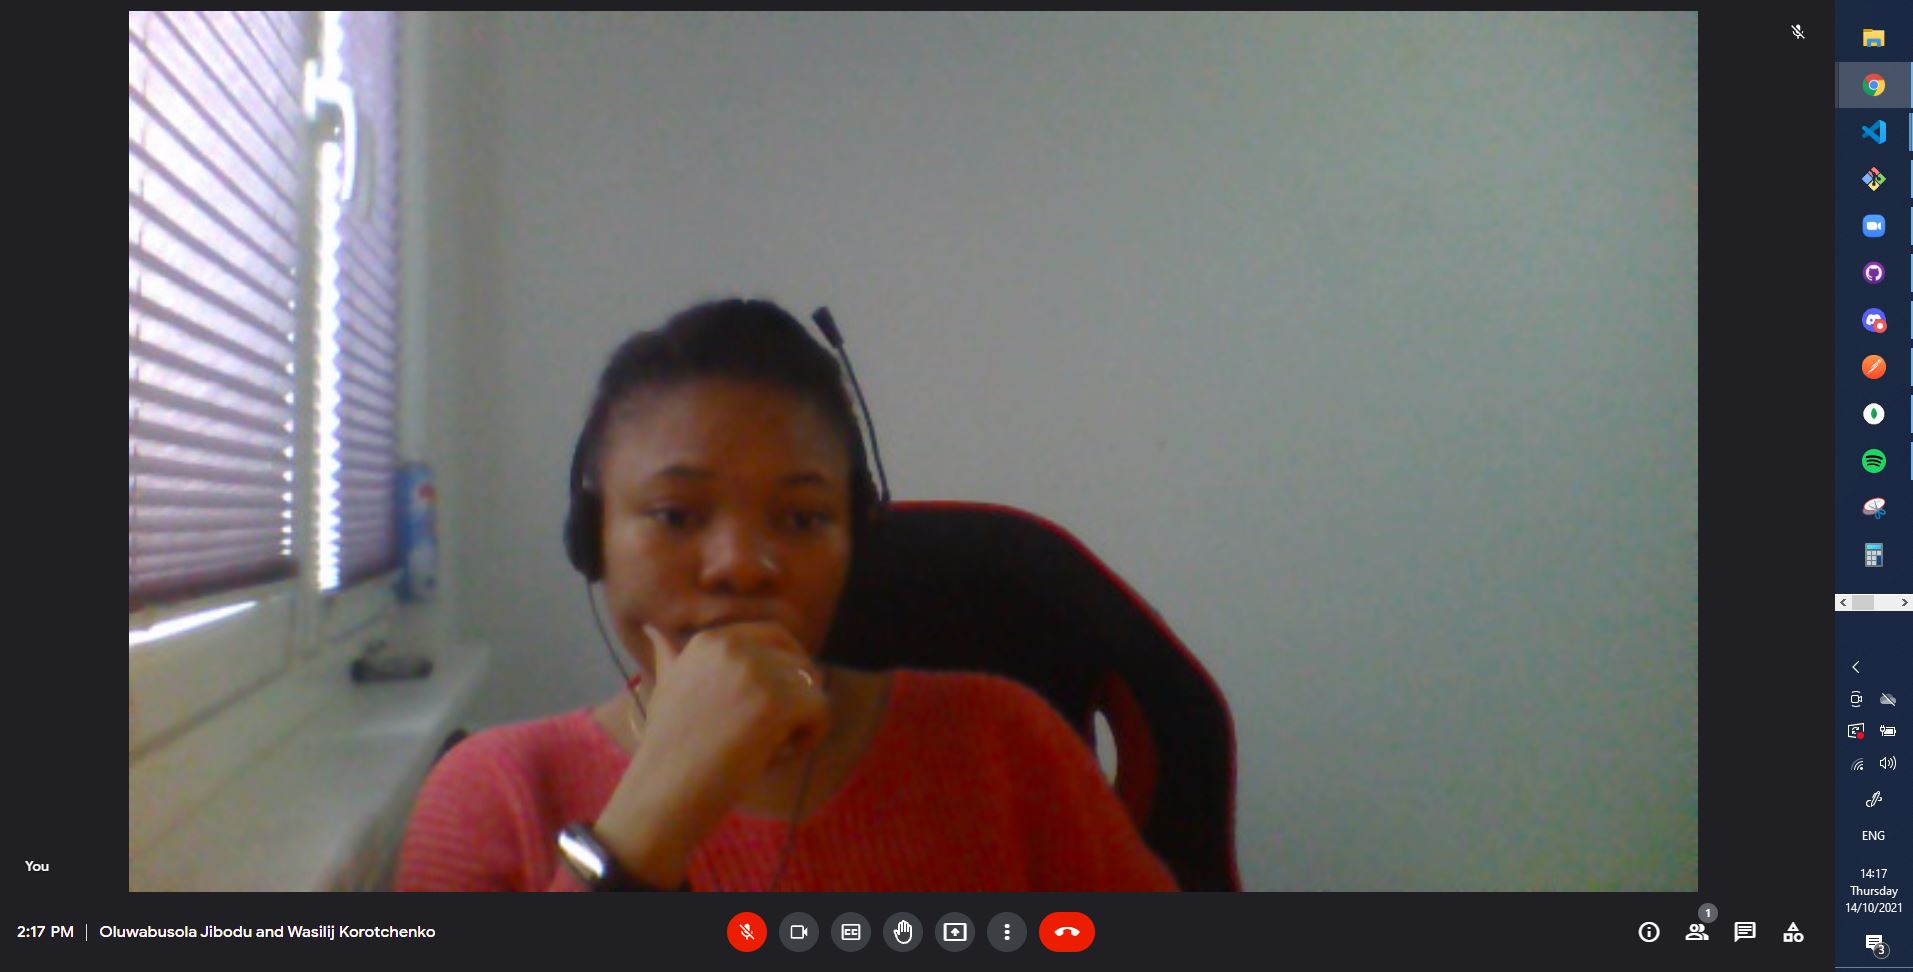 You
2:17 PM | Oluwabusola Jibodu and Wasilij Korotchenko
1
ENG
14:17
Thursday
14/10/2021
3